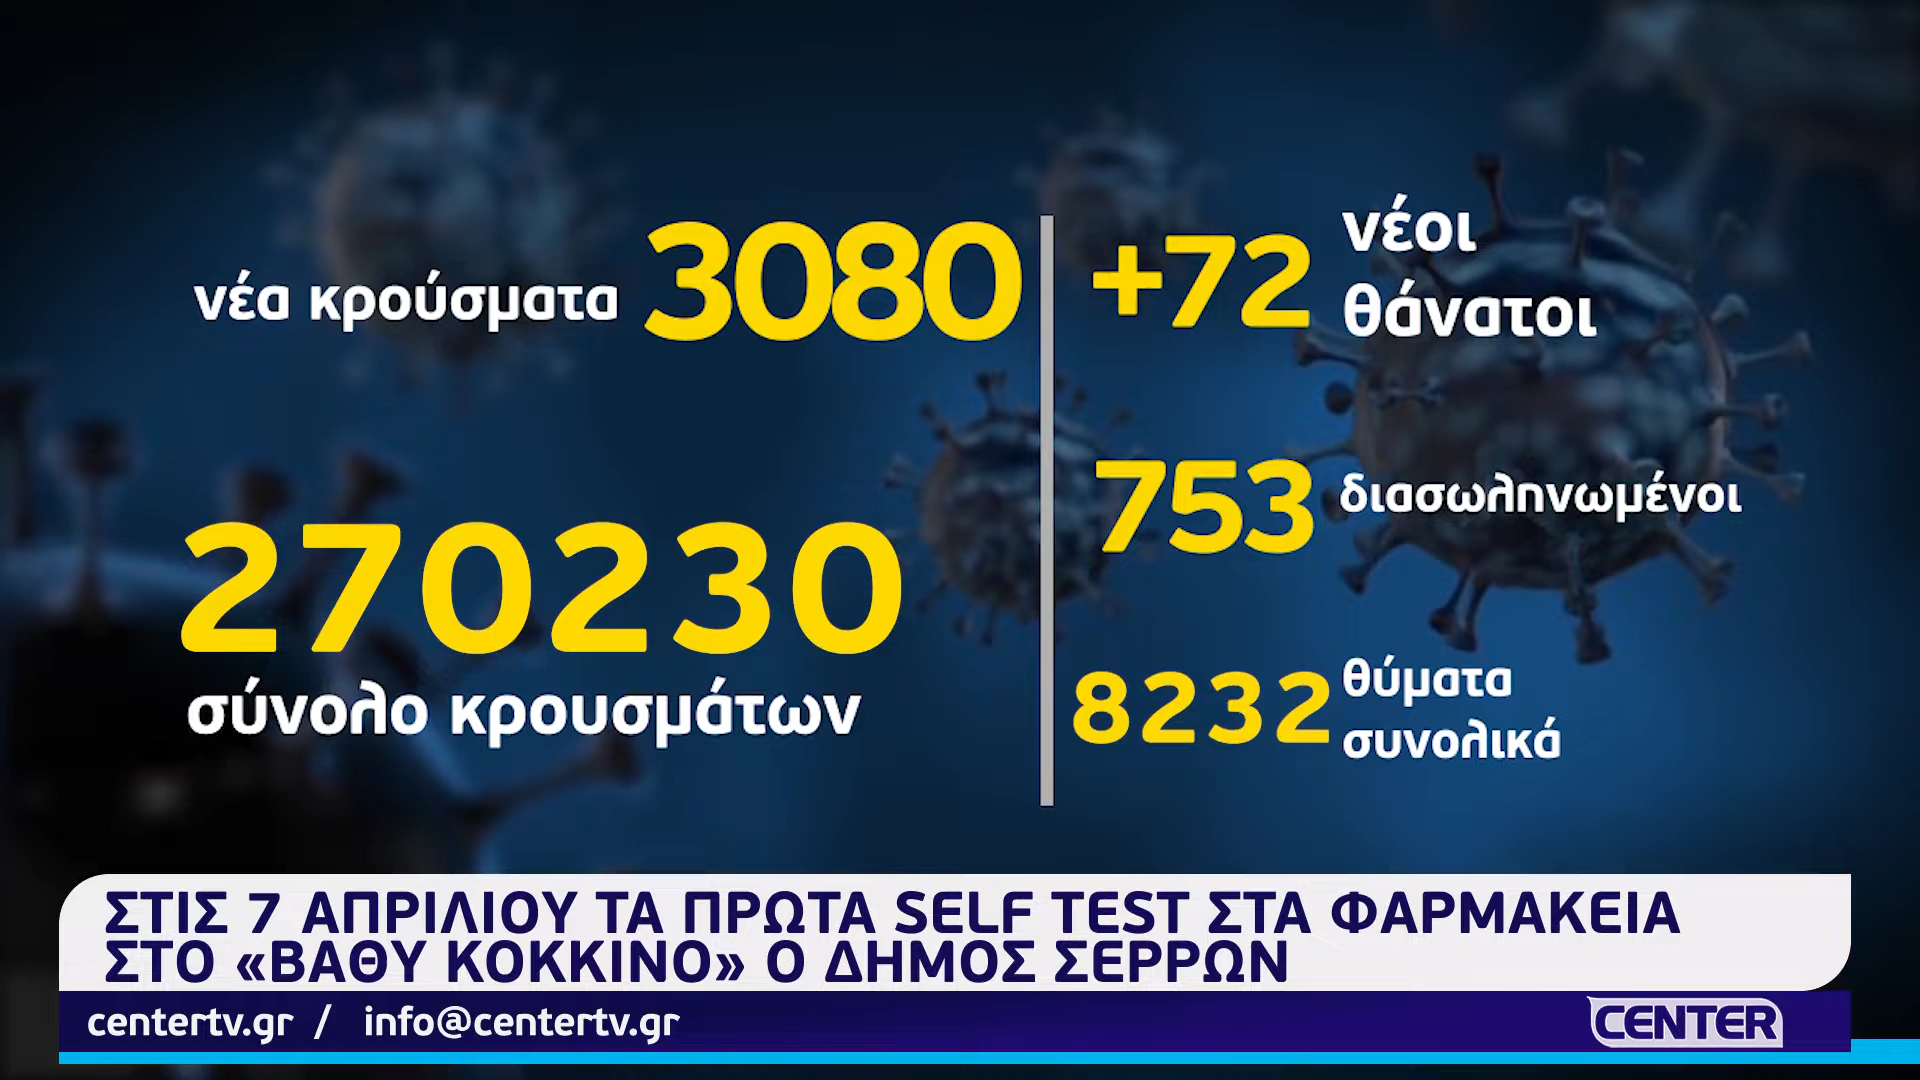 νέα κρούσματα 3080
270230
σύνολο κρουσμάτων
+72 νέοι
θάνατοι
753 διασωληνωμένοι
8232 θύματα
συνολικά
ΣΤΙΣ 7 ΑΠΡΙΛΙΟΥ ΤΑ ΠΡΩΤΑ SELF TEST ΣΤΑ ΦΑΡΜΑΚΕΙΑ
ΣΤΟ «ΒΑΘΥ ΚΟΚΚΙΝΟ» Ο ΔΗΜΟΣ ΣΕΡΡΩΝ
centertv.gr / info@centertv.gr
CENTER